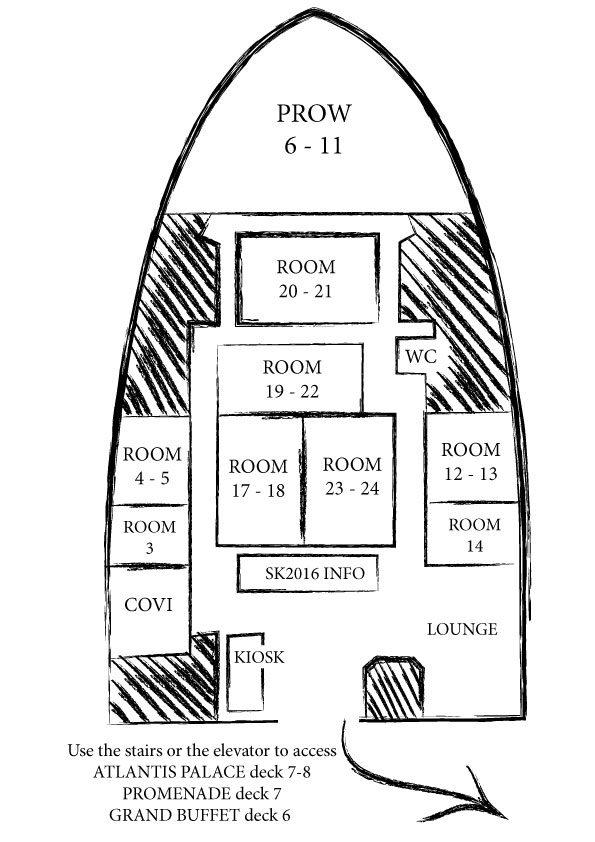 PROW
6 - 11
ROOM
20 - 21
ROOM
19 - 22
WC
ROOM
4 - 5
ROOM
17 - 18
ROOM
23 - 24
ROOM
12 - 13
ROOM
3
ROOM
14
SK2016 INFO
COVI
LOUNGE
KIOSK
Use the stairs or the elevator to access
ATLANTIS PALACE deck 7-8
PROMENADE deck 7
GRAND BUFFET deck 6